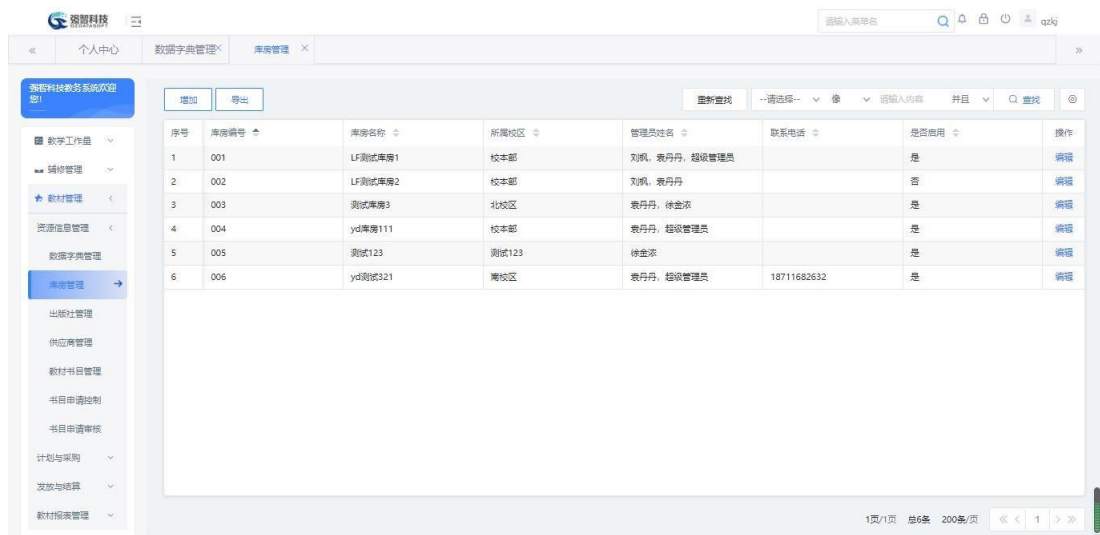 强智科技
QZDATASOFT
请输入菜单名
qzkj
个人中心 数据字典管理 库房管理
强智科技教务系统欢迎您!!
增加 导出 重新查找 --请选择-- 像 请输入内容 并且 查找
教学工作量
辅修管理
教材管理
资源信息管理
数据字典管理
库房管理
出版社管理
供应商管理
教材书目管理
书目申请控制
书目申请审核
计划与采购
发放与结算
教材报表管理
序号 库房编号 库房名称 所属校区 管理员姓名 联系电话 是否启用 操作
1 001 LF测试库房1 校本部 刘枫，袁丹丹，超级管理员 是 编辑
2 002 LF测试库房2 校本部 刘枫，袁丹丹 否 编辑
3 003 测试库房3 北校区 袁丹丹，徐金浓 是 编辑
4 004 yd库房111 校本部 袁丹丹，超级管理员 是 编辑
5 005 测试123 测试123 徐金浓 是 编辑
6 006 yd测试321 南校区 袁丹丹，超级管理员 18711682632 是 编辑
1页/1页 总6条 200条/页 1